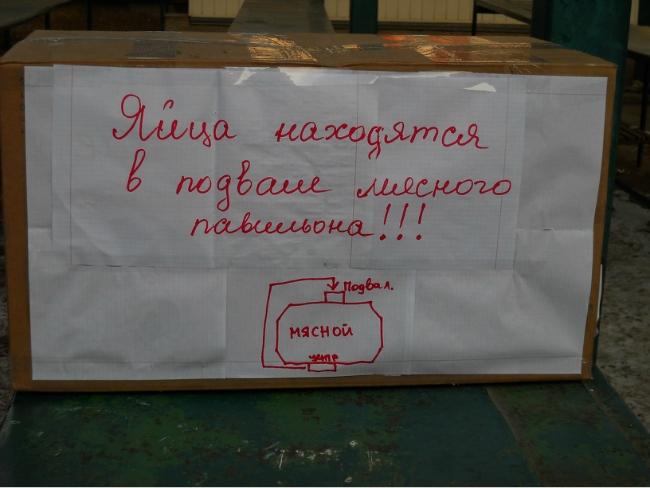 Яйца находятся
в подвале мясного
павильона!!!
подвал.
мясной